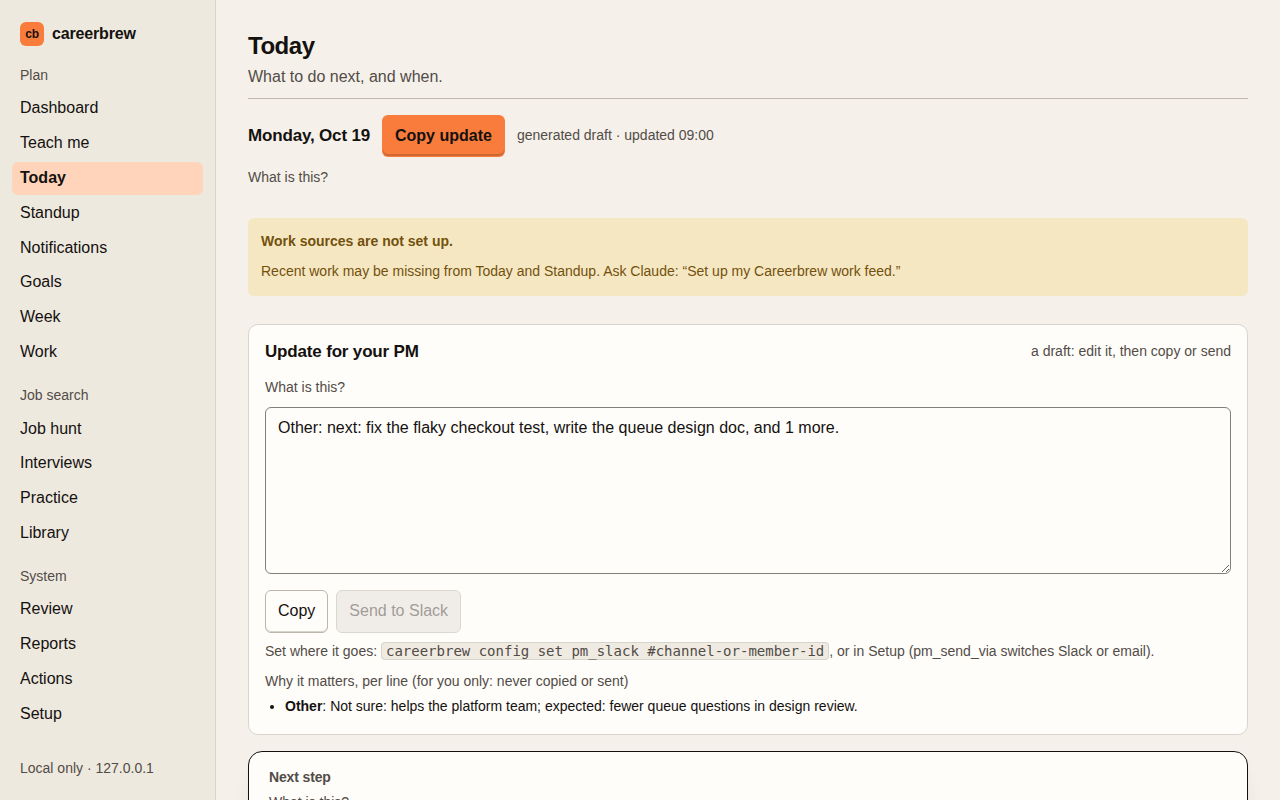 cb careerbrew
Plan
Dashboard
Teach me
Today
Standup
Notifications
Goals
Week
Work
Job search
Job hunt
Interviews
Practice
Library
System
Review
Reports
Actions
Setup
Local only · 127.0.0.1
Today
What to do next, and when.
Monday, Oct 19 Copy update generated draft · updated 09:00
What is this?
Work sources are not set up.
Recent work may be missing from Today and Standup. Ask Claude: “Set up my Careerbrew work feed.”
Update for your PM a draft: edit it, then copy or send
What is this?
Other: next: fix the flaky checkout test, write the queue design doc, and 1 more.
Copy Send to Slack
Set where it goes: careerbrew config set pm_slack #channel-or-member-id, or in Setup (pm_send_via switches Slack or email).
Why it matters, per line (for you only: never copied or sent)
• Other: Not sure: helps the platform team; expected: fewer queue questions in design review.
Next step
What is this?